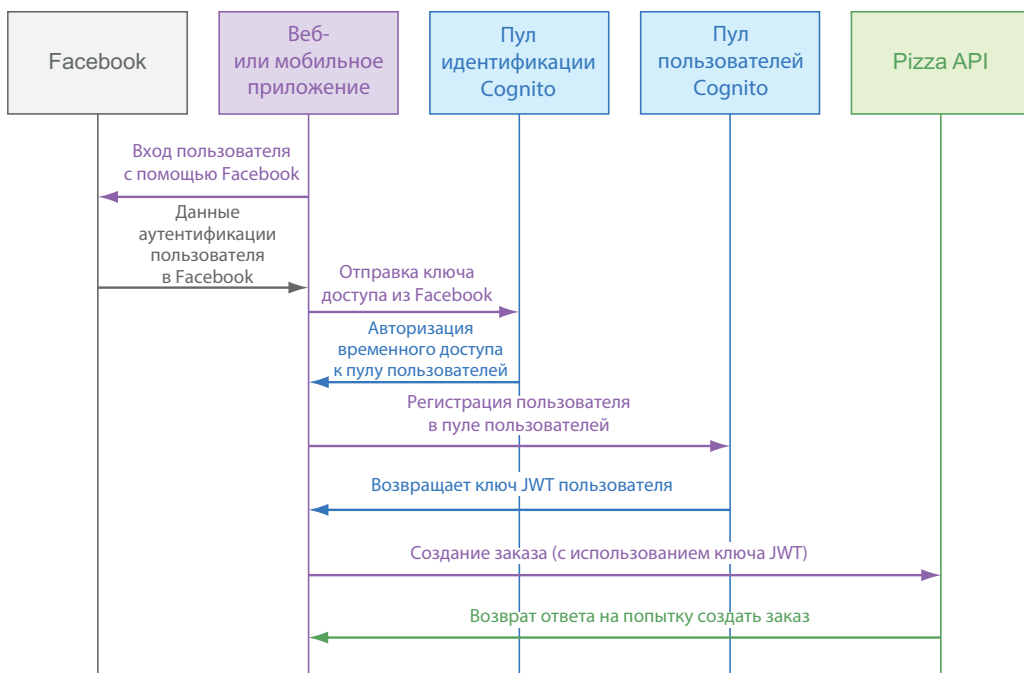 Facebook
Веб-
или мобильное
приложение
Пул
идентификации
Cognito
Пул
пользователей
Cognito
Pizza API
Вход пользователя
с помощью Facebook
Данные
аутентификации
пользователя
в Facebook
Отправка ключа
доступа из Facebook
Авторизация
временного доступа
к пулу пользователей
Регистрация пользователя
в пуле пользователей
Возвращает ключ JWT пользователя
Создание заказа (с использованием ключа JWT)
Возврат ответа на попытку создать заказ